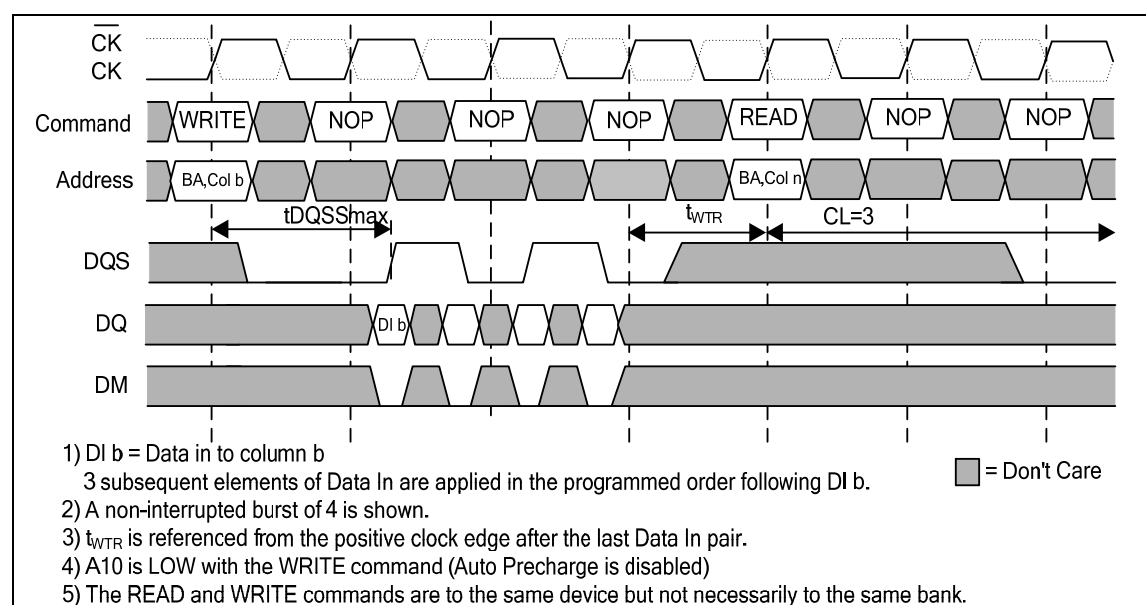 CK
CK
Command WRITE NOP NOP NOP READ NOP NOP
Address BA,Col b BA,Col n
tDQSSmax tWTR CL=3
DQS
DQ DI b
DM
1) DI b = Data in to column b
3 subsequent elements of Data In are applied in the programmed order following DI b.
= Don't Care
2) A non-interrupted burst of 4 is shown.
3) tWTR is referenced from the positive clock edge after the last Data In pair.
4) A10 is LOW with the WRITE command (Auto Precharge is disabled)
5) The READ and WRITE commands are to the same device but not necessarily to the same bank.